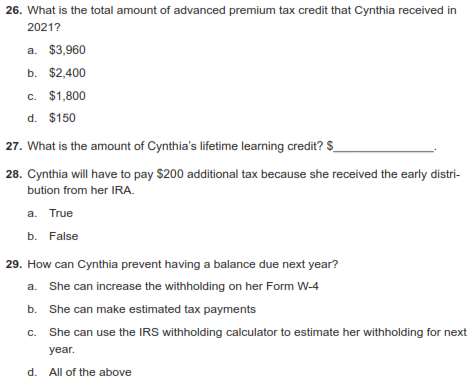 26. What is the total amount of advanced premium tax credit that Cynthia received in
2021?
a. $3,960
b. $2,400
c. $1,800
d. $150
27. What is the amount of Cynthia's lifetime learning credit? $________________.
28. Cynthia will have to pay $200 additional tax because she received the early distri-
bution from her IRA.
a. True
b. False
29. How can Cynthia prevent having a balance due next year?
a. She can increase the withholding on her Form W-4
b. She can make estimated tax payments
c. She can use the IRS withholding calculator to estimate her withholding for next
year.
d. All of the above